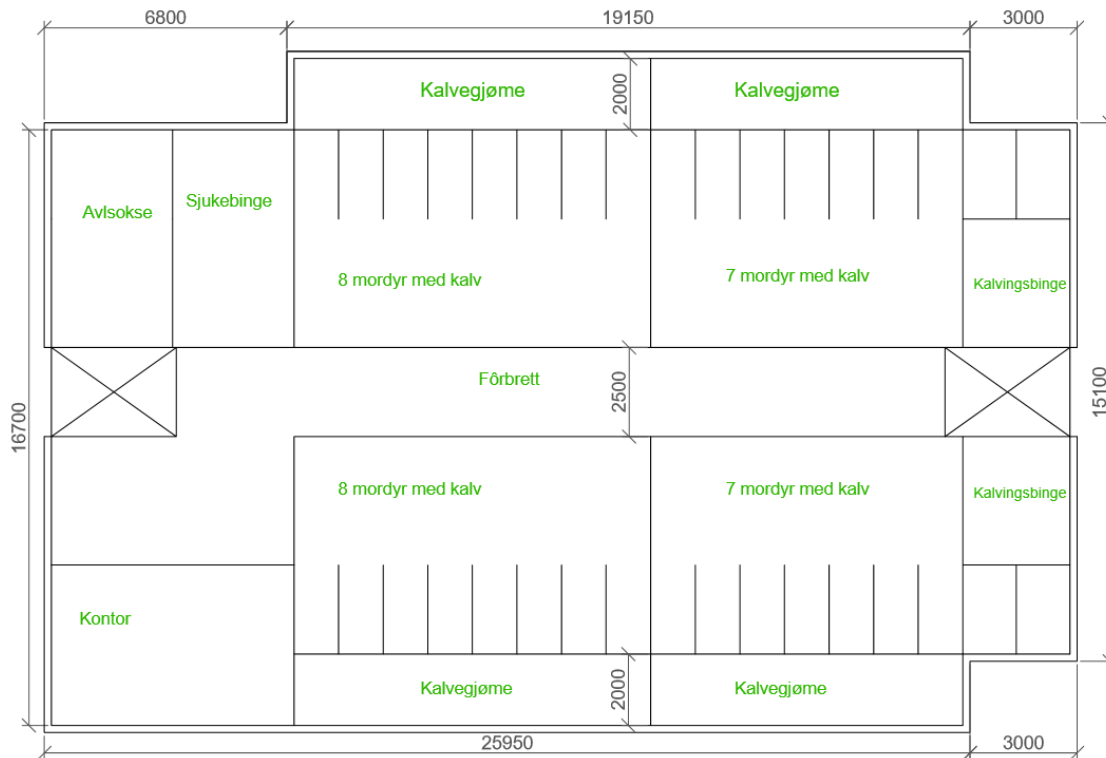 6800
19150
3000
Kalvegjøme
2000
Kalvegjøme
Avlsokse
Sjukebinge
8 mordyr med kalv
7 mordyr med kalv
Kalvingsbinge
16700
Fôrbrett
2500
15100
8 mordyr med kalv
7 mordyr med kalv
Kalvingsbinge
Kontor
Kalvegjøme
2000
Kalvegjøme
25950
3000